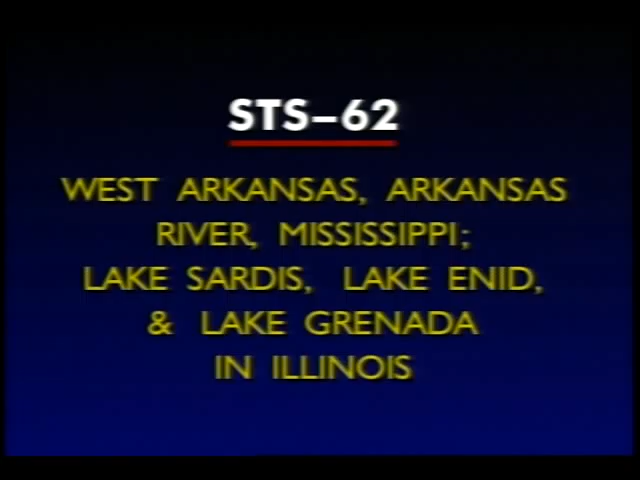 STS–62
WEST ARKANSAS, ARKANSAS
RIVER, MISSISSIPPI;
LAKE SARDIS, LAKE ENID,
& LAKE GRENADA
IN ILLINOIS